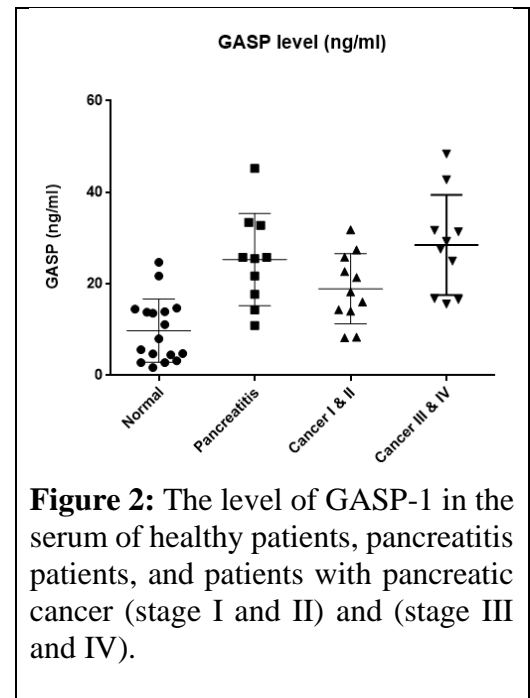 GASP level (ng/ml)
60
40
20
0
GASP (ng/ml)
Normal
Pancreatitis
Cancer I & II
Cancer III & IV
Figure 2: The level of GASP-1 in the
serum of healthy patients, pancreatitis
patients, and patients with pancreatic
cancer (stage I and II) and (stage III
and IV).